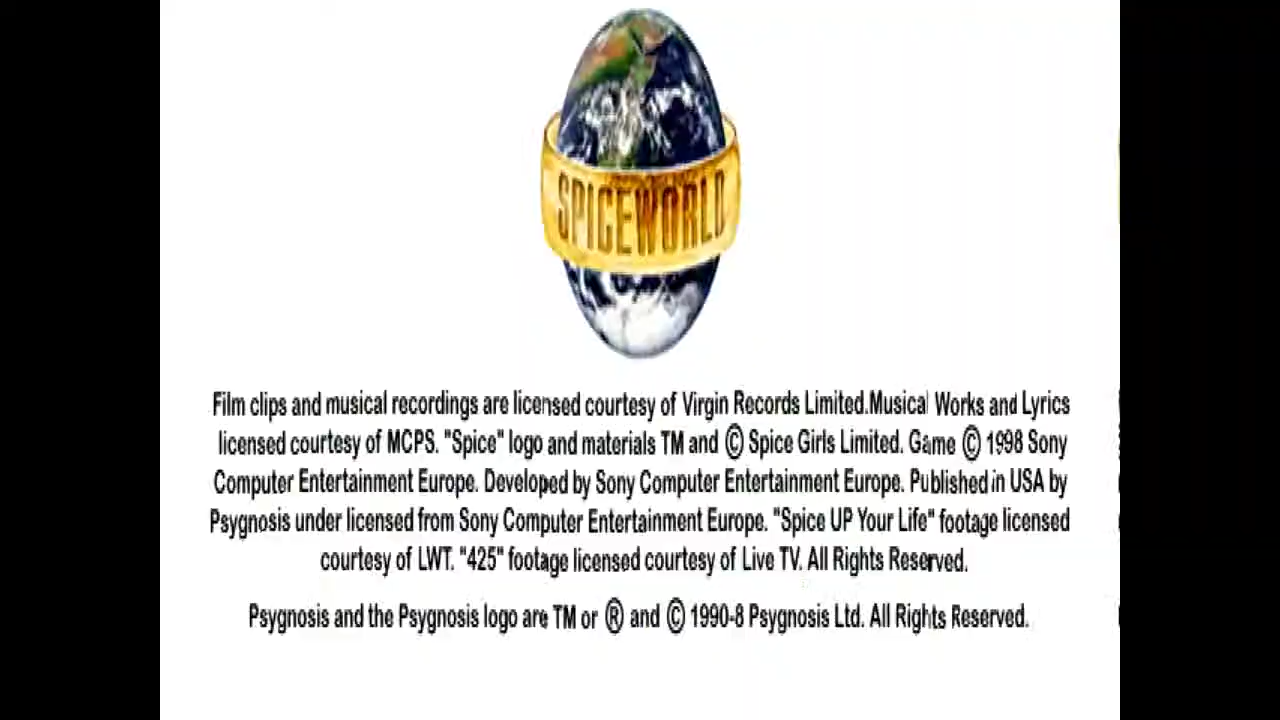 SPICEWORLD
Film clips and musical recordings are licensed courtesy of Virgin Records Limited.Musical Works and Lyrics
licensed courtesy of MCPS. "Spice" logo and materials TM and © Spice Girls Limited. Game © 1998 Sony
Computer Entertainment Europe. Developed by Sony Computer Entertainment Europe. Published in USA by
Psygnosis under licensed from Sony Computer Entertainment Europe. "Spice UP Your Life" footage licensed
courtesy of LWT. "425" footage licensed courtesy of Live TV. All Rights Reserved.
Psygnosis and the Psygnosis logo are TM or ® and © 1990-8 Psygnosis Ltd. All Rights Reserved.